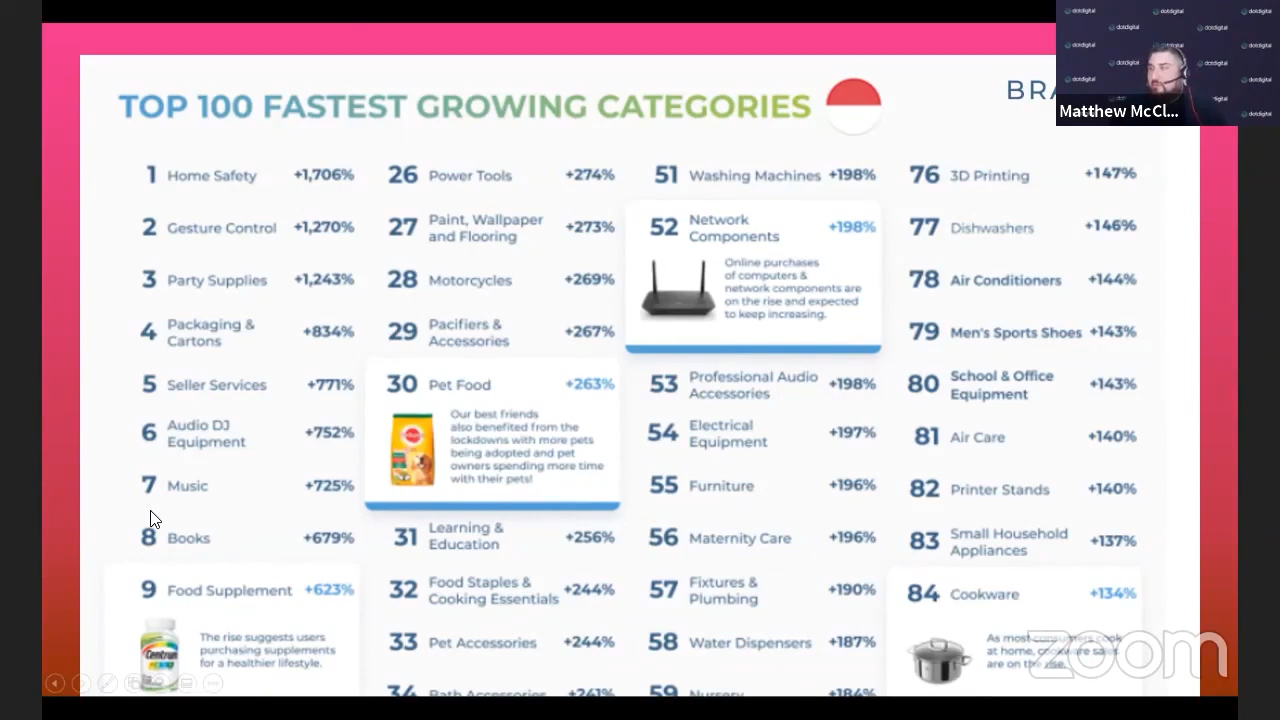 TOP 100 FASTEST GROWING CATEGORIES
BRA
dotdigital
Matthew McCl...
1 Home Safety +1,706%
2 Gesture Control +1,270%
3 Party Supplies +1,243%
4 Packaging &
Cartons +834%
5 Seller Services +771%
6 Audio DJ
Equipment +752%
7 Music +725%
8 Books +679%
9 Food Supplement +623%
The rise suggests users
purchasing supplements
for a healthier lifestyle.
Centrum
26 Power Tools +274%
27 Paint, Wallpaper
and Flooring +273%
28 Motorcycles +269%
29 Pacifiers &
Accessories +267%
30 Pet Food +263%
Our best friends
also benefited from the
lockdowns with more pets
being adopted and pet
owners spending more time
with their pets!
31 Learning &
Education +256%
32 Food Staples &
Cooking Essentials +244%
33 Pet Accessories +244%
34 Bath Accessories +241%
51 Washing Machines +198%
52 Network
Components +198%
Online purchases
of computers &
network components are
on the rise and expected
to keep increasing.
53 Professional Audio
Accessories +198%
54 Electrical
Equipment +197%
55 Furniture +196%
56 Maternity Care +196%
57 Fixtures &
Plumbing +190%
58 Water Dispensers +187%
59 Nursery +184%
76 3D Printing +147%
77 Dishwashers +146%
78 Air Conditioners +144%
79 Men's Sports Shoes +143%
80 School & Office
Equipment +143%
81 Air Care +140%
82 Printer Stands +140%
83 Small Household
Appliances +137%
84 Cookware +134%
As most consumers cook
at home, cookware sales
are on the rise.
zoom